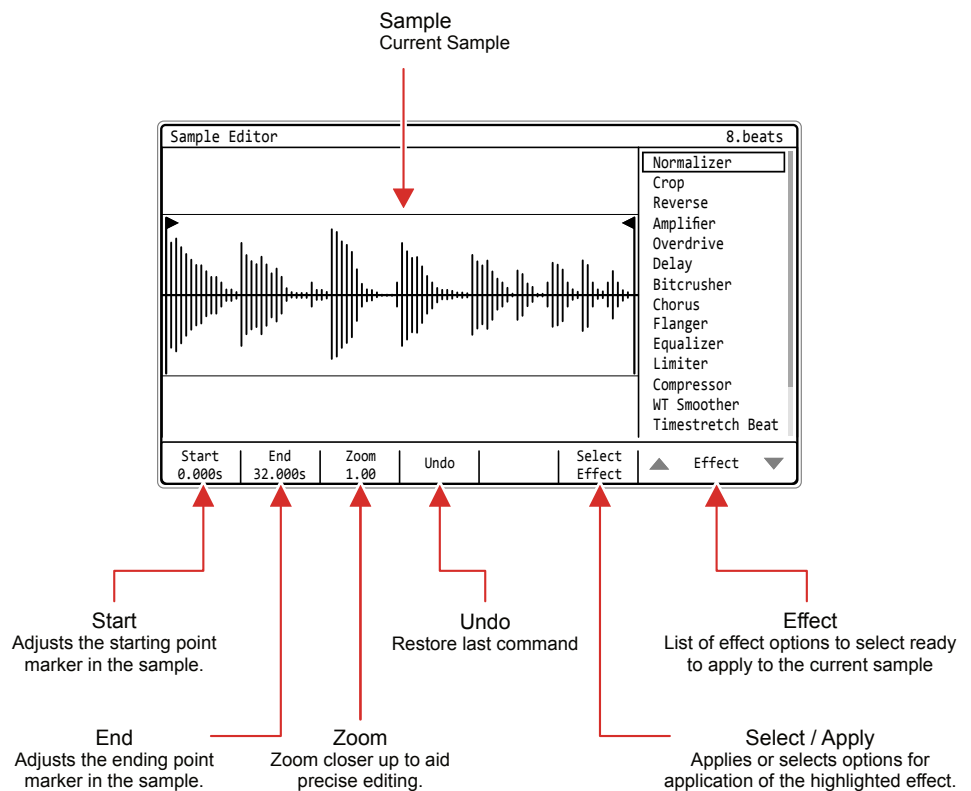 Sample
Current Sample
Sample Editor
8.beats
Normalizer
Crop
Reverse
Amplifier
Overdrive
Delay
Bitcrusher
Chorus
Flanger
Equalizer
Limiter
Compressor
WT Smoother
Timestretch Beat
Start
0.000s
End
32.000s
Zoom
1.00
Undo
Select
Effect
Effect
Start
Adjusts the starting point
marker in the sample.
Undo
Restore last command
Effect
List of effect options to select ready
to apply to the current sample
End
Adjusts the ending point
marker in the sample.
Zoom
Zoom closer up to aid
precise editing.
Select / Apply
Applies or selects options for
application of the highlighted effect.